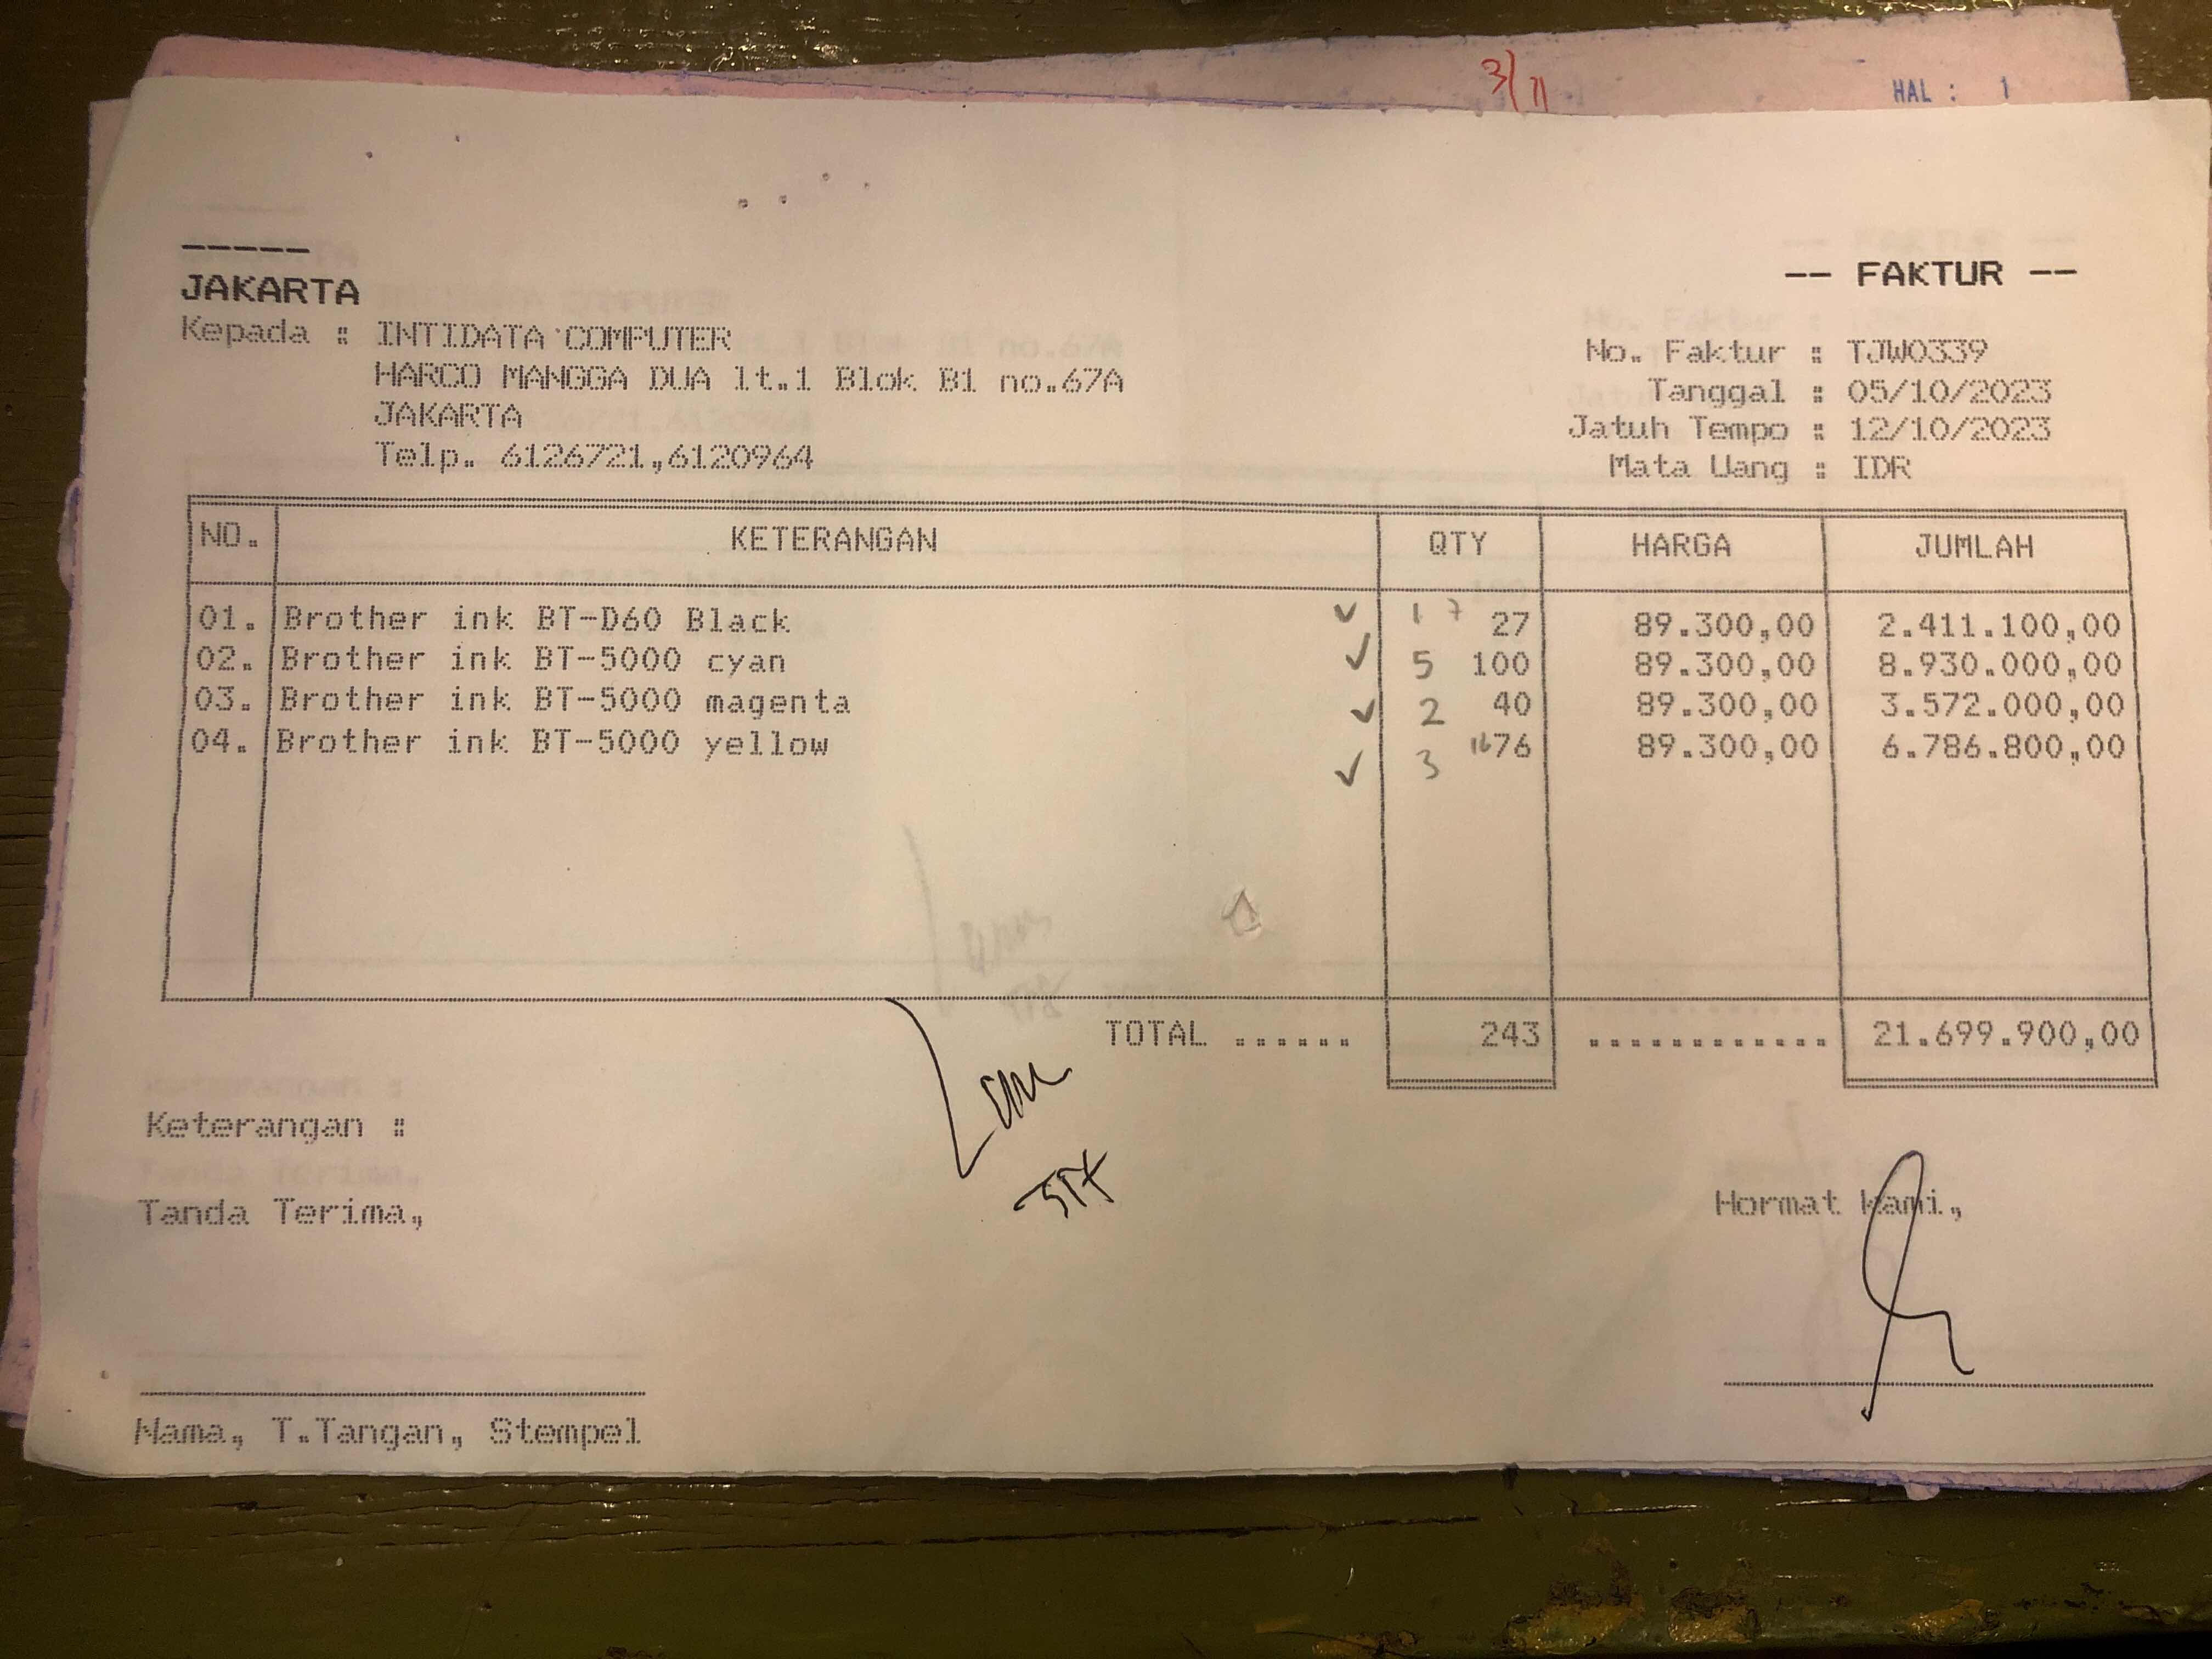 3/11
HAL : 1
-----
JAKARTA
-- FAKTUR --
Kepada : INTIDATA COMPUTER
HARCO MANGGA DUA lt.1 Blok B1 no.67A
JAKARTA
Telp. 6126721,6120964
No. Faktur : TJW0339
Tanggal : 05/10/2023
Jatuh Tempo : 12/10/2023
Mata Uang : IDR
NO. KETERANGAN QTY HARGA JUMLAH
01. Brother ink BT-D60 Black ✓ 1 7 27 89.300,00 2.411.100,00
02. Brother ink BT-5000 cyan ✓ 5 100 89.300,00 8.930.000,00
03. Brother ink BT-5000 magenta ✓ 2 40 89.300,00 3.572.000,00
04. Brother ink BT-5000 yellow ✓ 3 16 76 89.300,00 6.786.800,00
TOTAL ...... 243 ............ 21.699.900,00
Keterangan :
Tanda Terima,
Hormat kami,
Nama, T.Tangan, Stempel